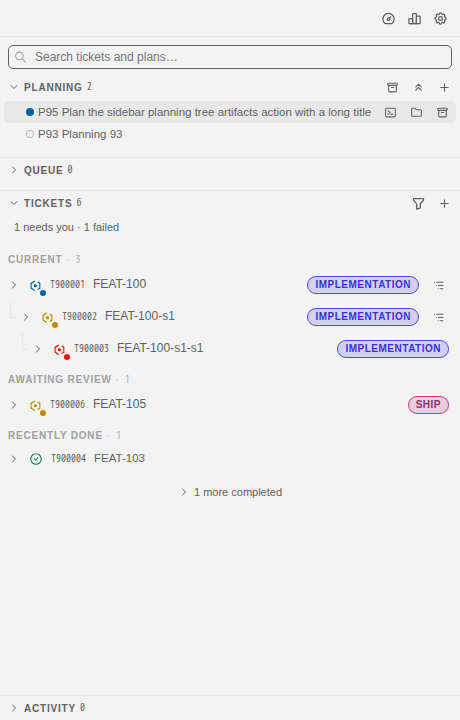 Search tickets and plans…
PLANNING 2
P95 Plan the sidebar planning tree artifacts action with a long title
P93 Planning 93
QUEUE 0
TICKETS 6
1 needs you · 1 failed
CURRENT · 3
T900001 FEAT-100 IMPLEMENTATION
T900002 FEAT-100-s1 IMPLEMENTATION
T900003 FEAT-100-s1-s1 IMPLEMENTATION
AWAITING REVIEW · 1
T900006 FEAT-105 SHIP
RECENTLY DONE · 1
T900004 FEAT-103
1 more completed
ACTIVITY 0